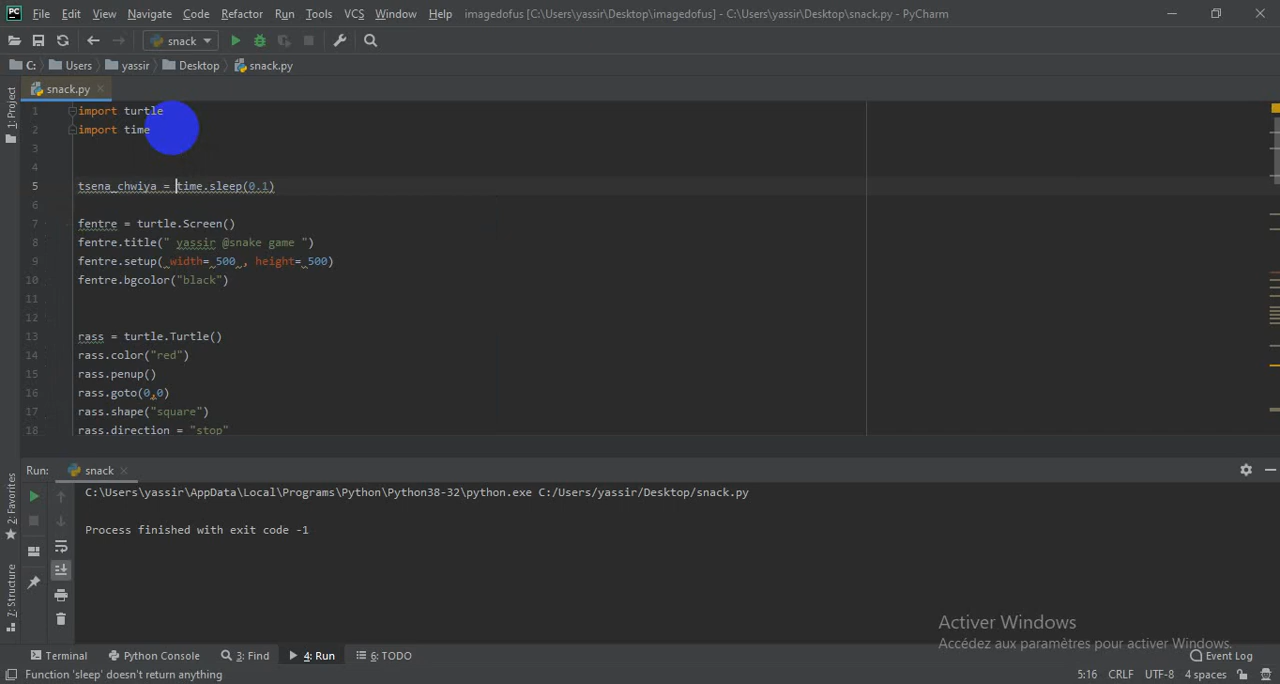 PC File Edit View Navigate Code Refactor Run Tools VCS Window Help imagedofus [C:\Users\yassir\Desktop\imagedofus] - C:\Users\yassir\Desktop\snack.py - PyCharm
snack
C: Users yassir Desktop snack.py
1: Project
snack.py
1 import turtle
2 import time
3
4
5 tsena_chwiya = time.sleep(0.1)
6
7 fentre = turtle.Screen()
8 fentre.title(" yassir @snake game ")
9 fentre.setup( width= 500 , height= 500)
10 fentre.bgcolor("black")
11
12
13 rass = turtle.Turtle()
14 rass.color("red")
15 rass.penup()
16 rass.goto(0,0)
17 rass.shape("square")
18 rass.direction = "stop"
Run: snack
C:\Users\yassir\AppData\Local\Programs\Python\Python38-32\python.exe C:/Users/yassir/Desktop/snack.py
Process finished with exit code -1
2: Favorites
7: Structure
Activer Windows
Accédez aux paramètres pour activer Windows.
Terminal Python Console 3: Find 4: Run 6: TODO Event Log
Function 'sleep' doesn't return anything 5:16 CRLF UTF-8 4 spaces